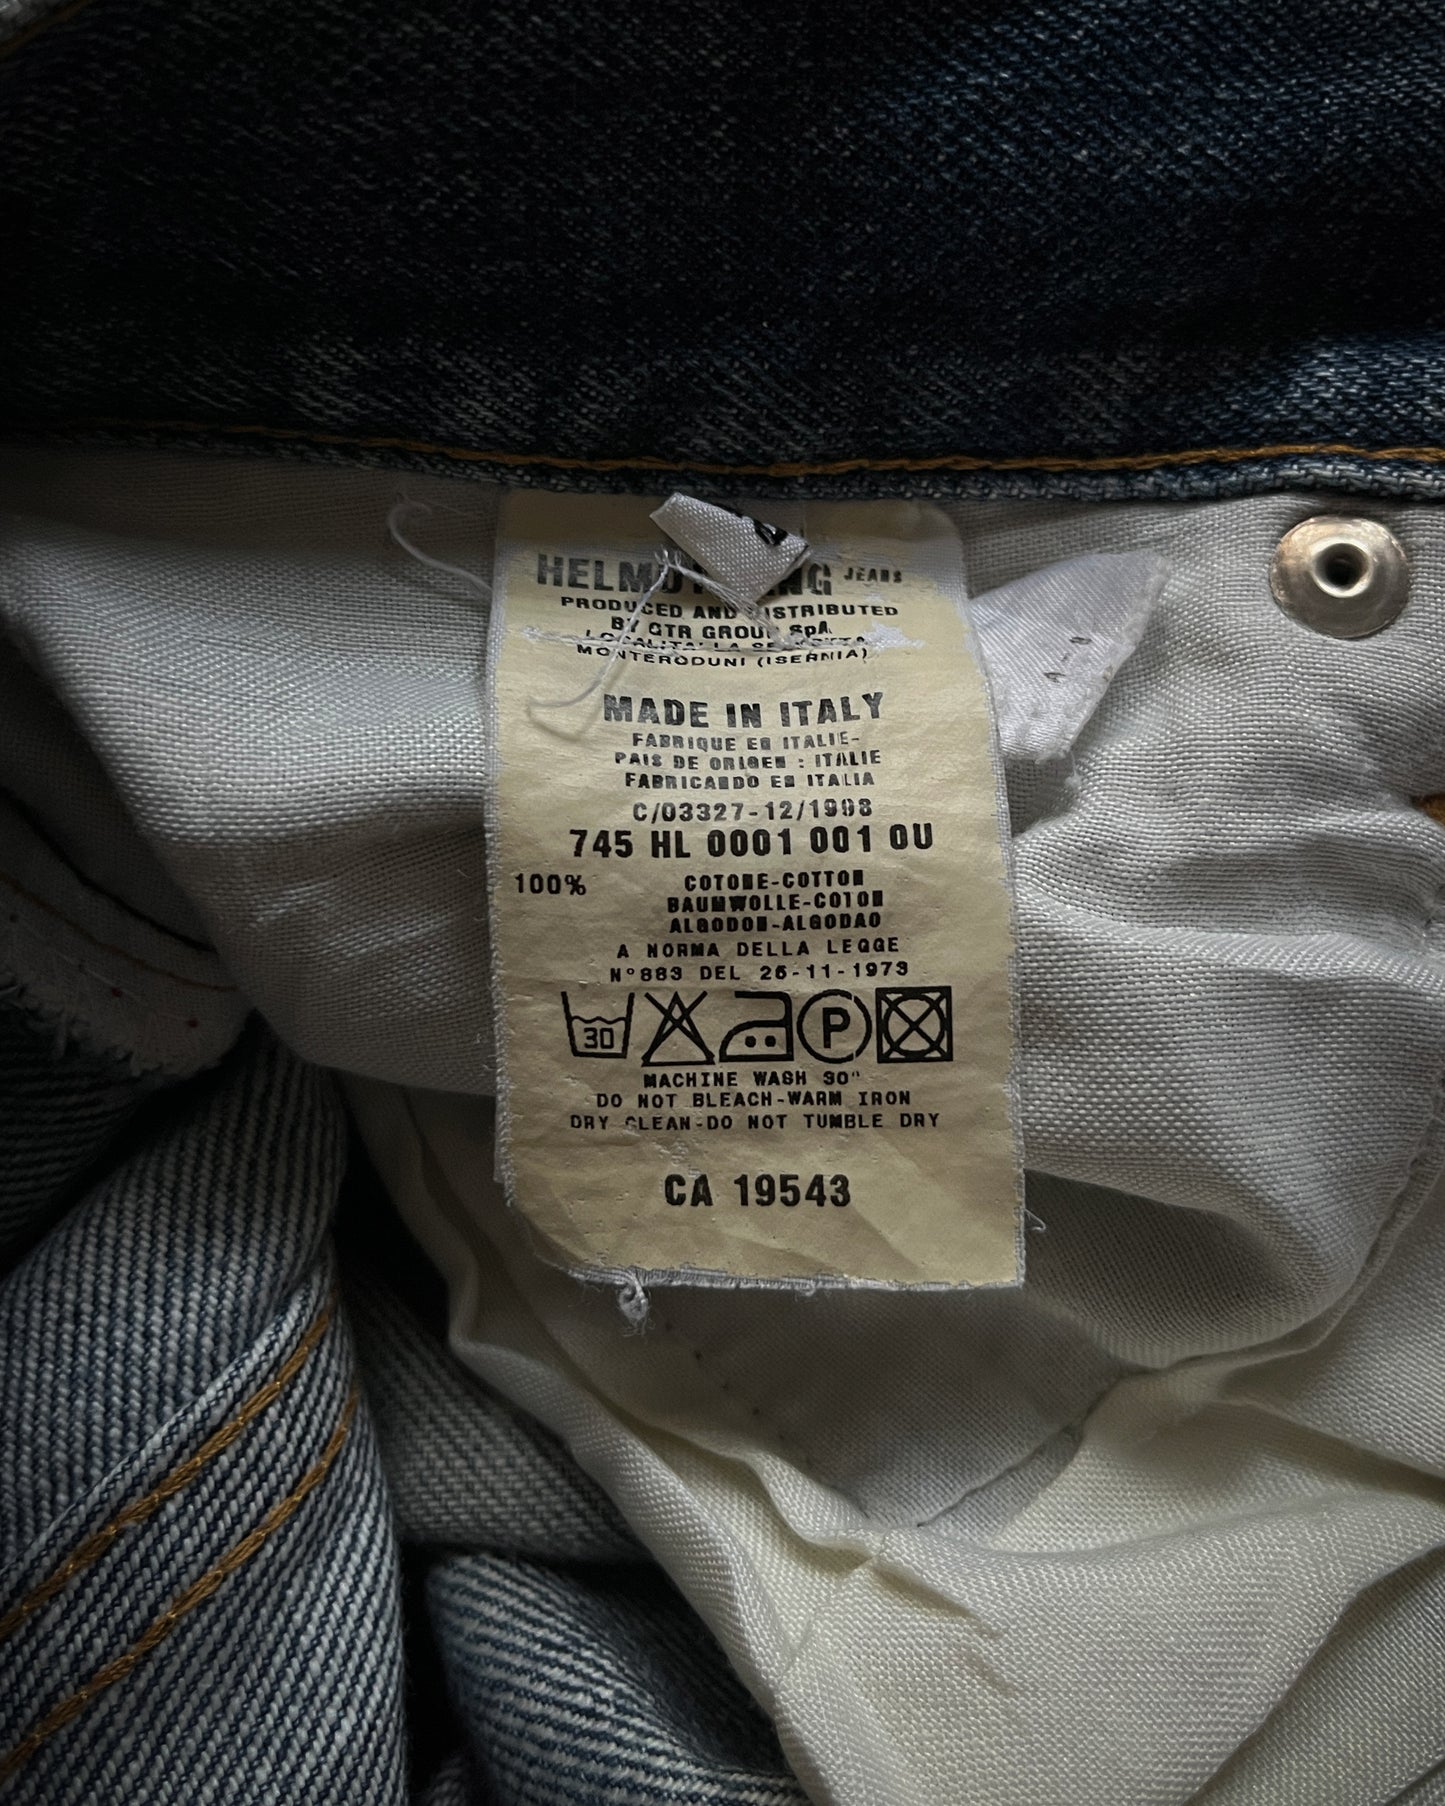 HELMUT LANG JEANS
PRODUCED AND DISTRIBUTED
BY GTR GROUP SpA
LOCALITA' LA
MONTERODUNI (ISERNIA)
MADE IN ITALY
FABRIQUE EN ITALIE-
PAIS DE ORIGEN : ITALIE
FABRICANDO EN ITALIA
C/03327-12/1998
745 HL 0001 001 0U
100% COTONE-COTTON
BAUMWOLLE-COTON
ALGODON-ALGODAO
A NORMA DELLA LEGGE
N°883 DEL 26-11-1973
30 P
MACHINE WASH 30"
DO NOT BLEACH-WARM IRON
DRY CLEAN-DO NOT TUMBLE DRY
CA 19543